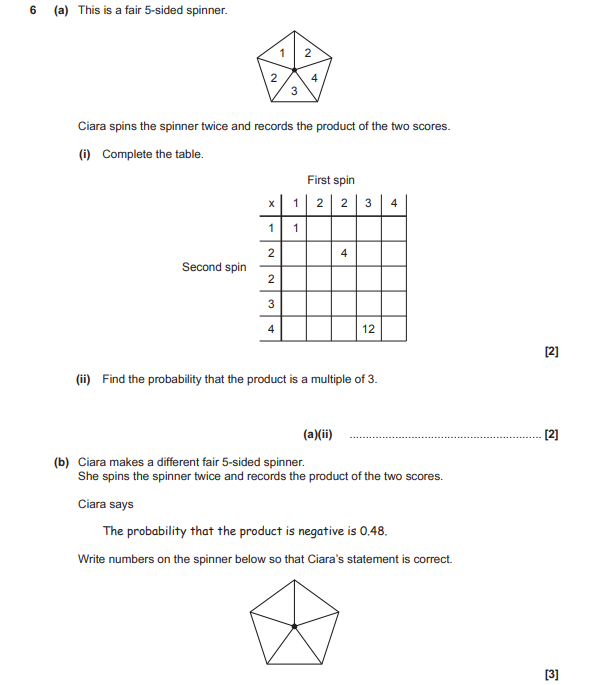 6 (a) This is a fair 5-sided spinner.
1 2
2 4
3
Ciara spins the spinner twice and records the product of the two scores.
(i) Complete the table.
First spin
x 1 2 2 3 4
1 1
2 4
Second spin
2
3
4 12
[2]
(ii) Find the probability that the product is a multiple of 3.
(a)(ii) ............................................................ [2]
(b) Ciara makes a different fair 5-sided spinner.
She spins the spinner twice and records the product of the two scores.
Ciara says
The probability that the product is negative is 0.48.
Write numbers on the spinner below so that Ciara's statement is correct.
[3]